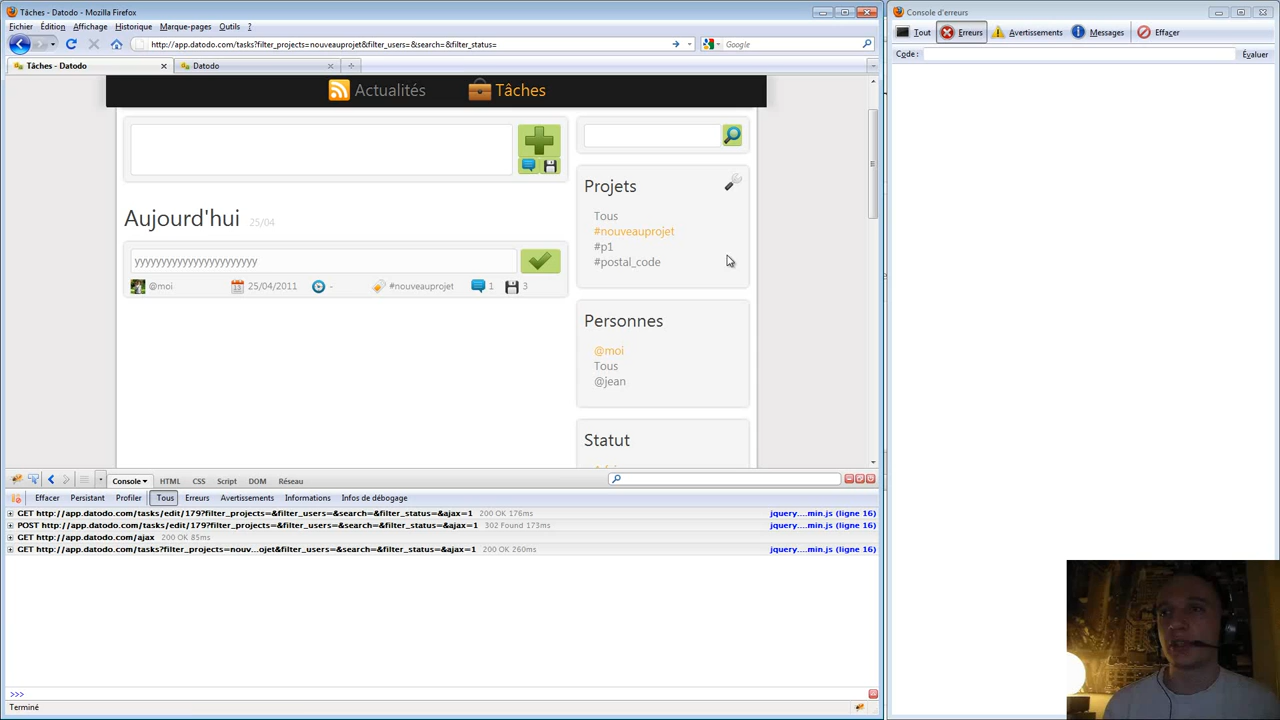 Tâches - Datodo - Mozilla Firefox
Fichier Édition Affichage Historique Marque-pages Outils ?
http://app.datodo.com/tasks?filter_projects=nouveauprojet&filter_users=&search=&filter_status=
Google
Tâches - Datodo
Datodo
Actualités
Tâches
Projets
Tous
#nouveauprojet
#p1
#postal_code
Aujourd'hui 25/04
yyyyyyyyyyyyyyyyyyyyyyy
@moi 25/04/2011 - #nouveauprojet 1 3
Personnes
@moi
Tous
@jean
Statut
Console HTML CSS Script DOM Réseau
Effacer Persistant Profiler Tous Erreurs Avertissements Informations Infos de débogage
GET http://app.datodo.com/tasks/edit/179?filter_projects=&filter_users=&search=&filter_status=&ajax=1 200 OK 176ms jquery....min.js (ligne 16)
POST http://app.datodo.com/tasks/edit/179?filter_projects=&filter_users=&search=&filter_status=&ajax=1 302 Found 173ms jquery....min.js (ligne 16)
GET http://app.datodo.com/ajax 200 OK 85ms
GET http://app.datodo.com/tasks?filter_projects=nouv...ojet&filter_users=&search=&filter_status=&ajax=1 200 OK 260ms jquery....min.js (ligne 16)
>>>
Terminé
Console d'erreurs
Tout Erreurs Avertissements Messages Effacer
Code : Évaluer